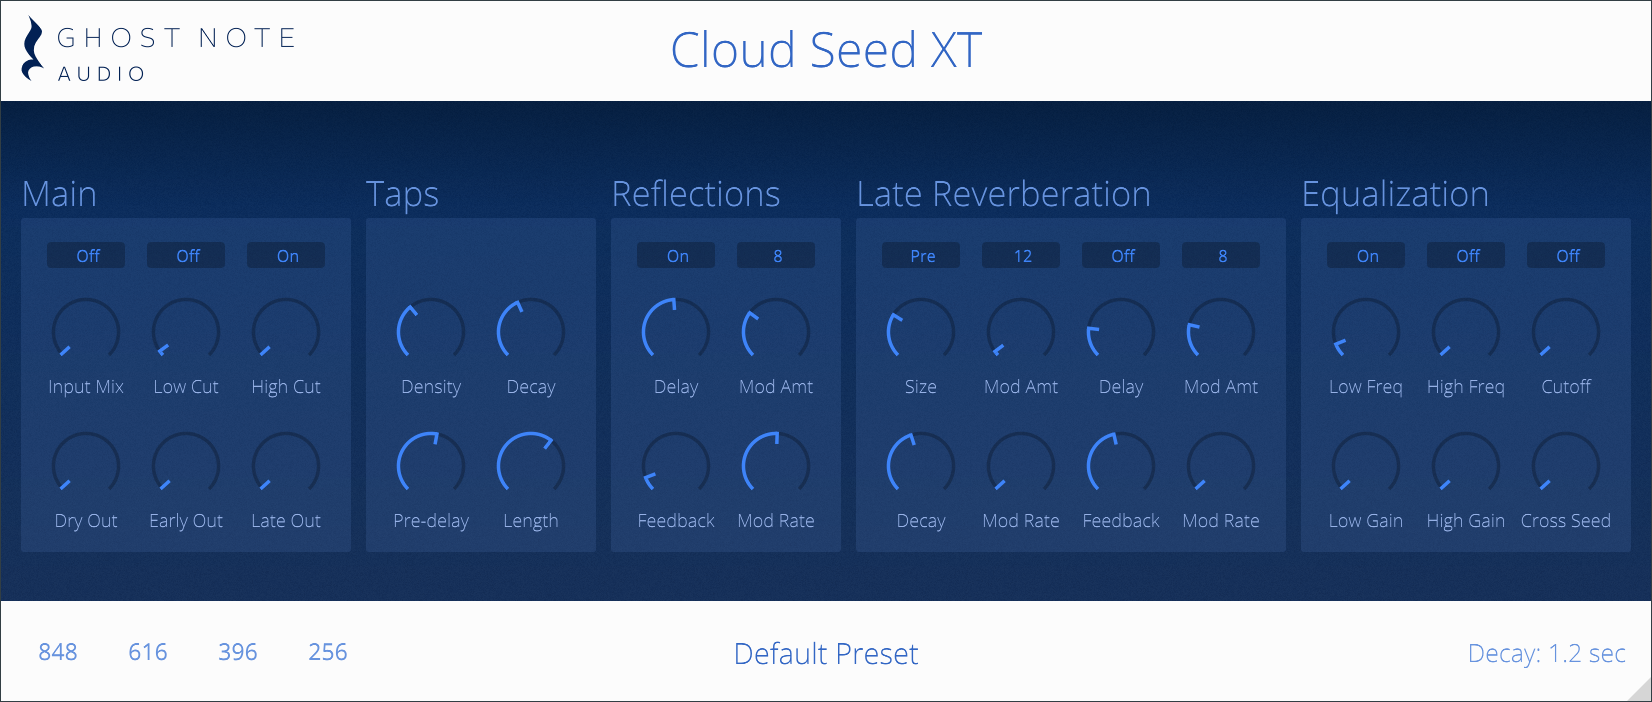 GHOST NOTE
AUDIO
Cloud Seed XT
Main
Off Off On
Input Mix Low Cut High Cut
Dry Out Early Out Late Out
Taps
Density Decay
Pre-delay Length
Reflections
On 8
Delay Mod Amt
Feedback Mod Rate
Late Reverberation
Pre 12 Off 8
Size Mod Amt Delay Mod Amt
Decay Mod Rate Feedback Mod Rate
Equalization
On Off Off
Low Freq High Freq Cutoff
Low Gain High Gain Cross Seed
848 616 396 256
Default Preset
Decay: 1.2 sec